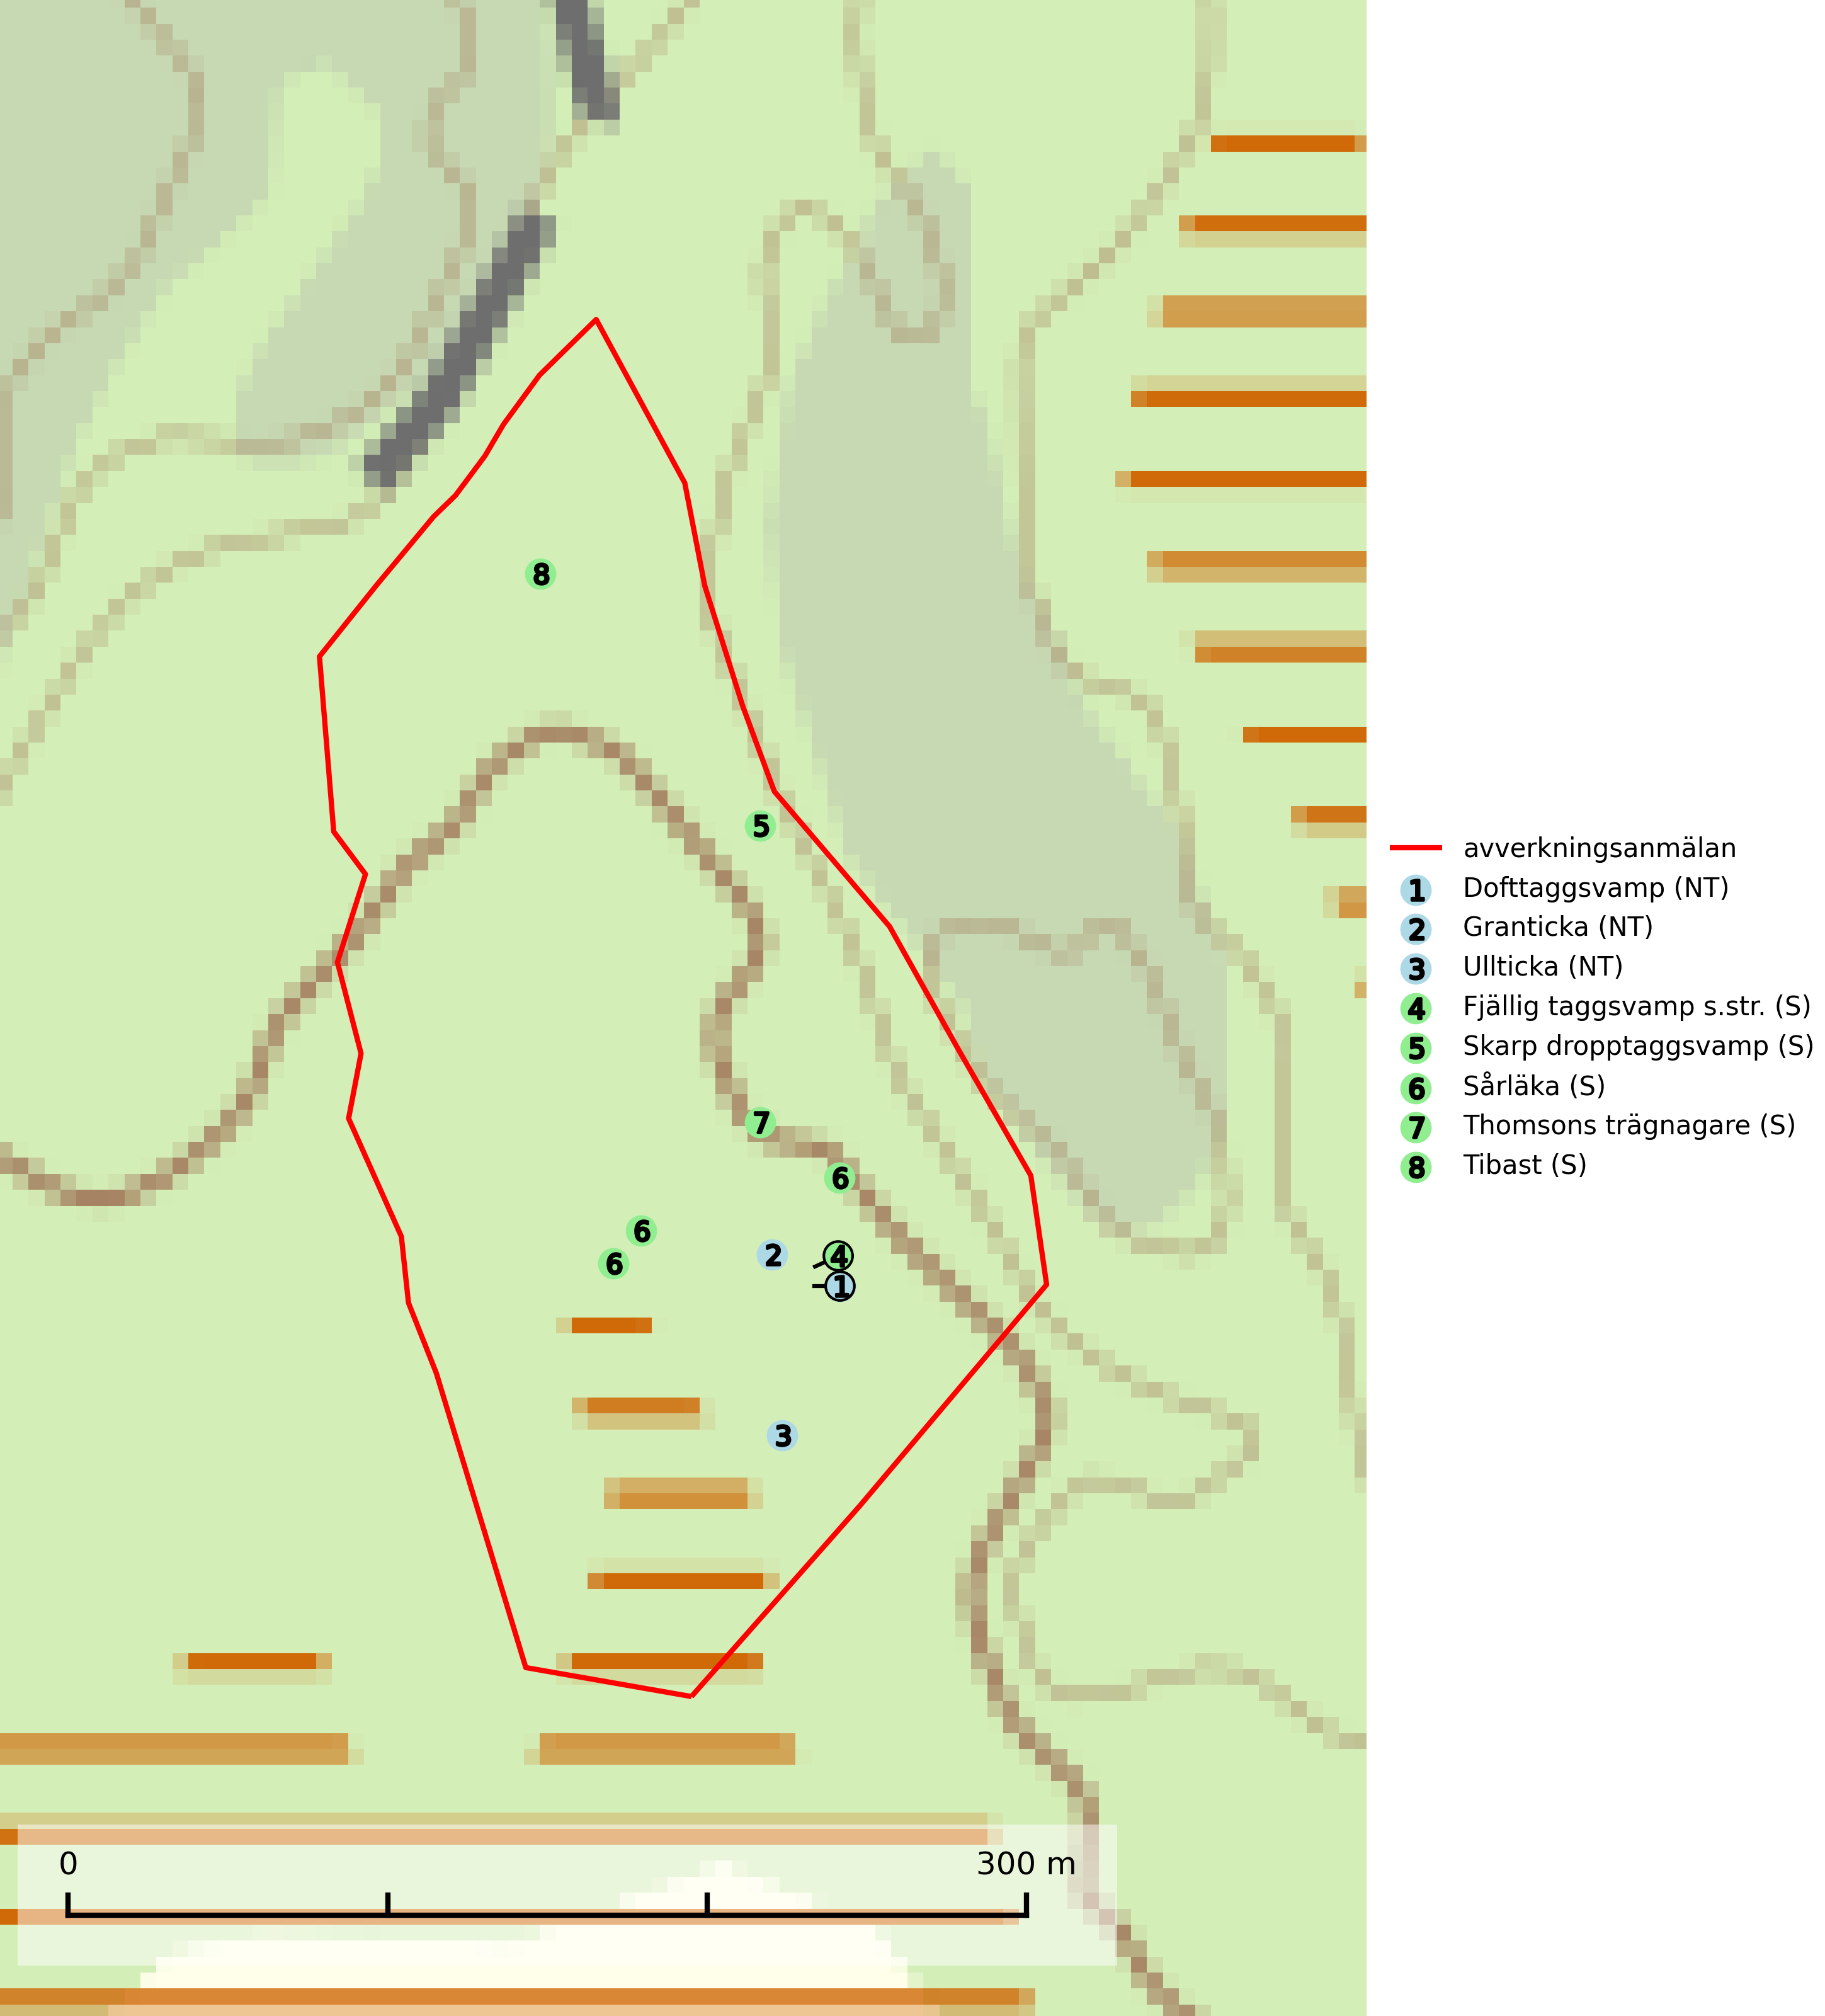 8
5
7
6
6
6
2
4
1
3
0
300 m
avverkningsanmälan
1 Dofttaggsvamp (NT)
2 Granticka (NT)
3 Ullticka (NT)
4 Fjällig taggsvamp s.str. (S)
5 Skarp dropptaggsvamp (S)
6 Sårläka (S)
7 Thomsons trägnagare (S)
8 Tibast (S)